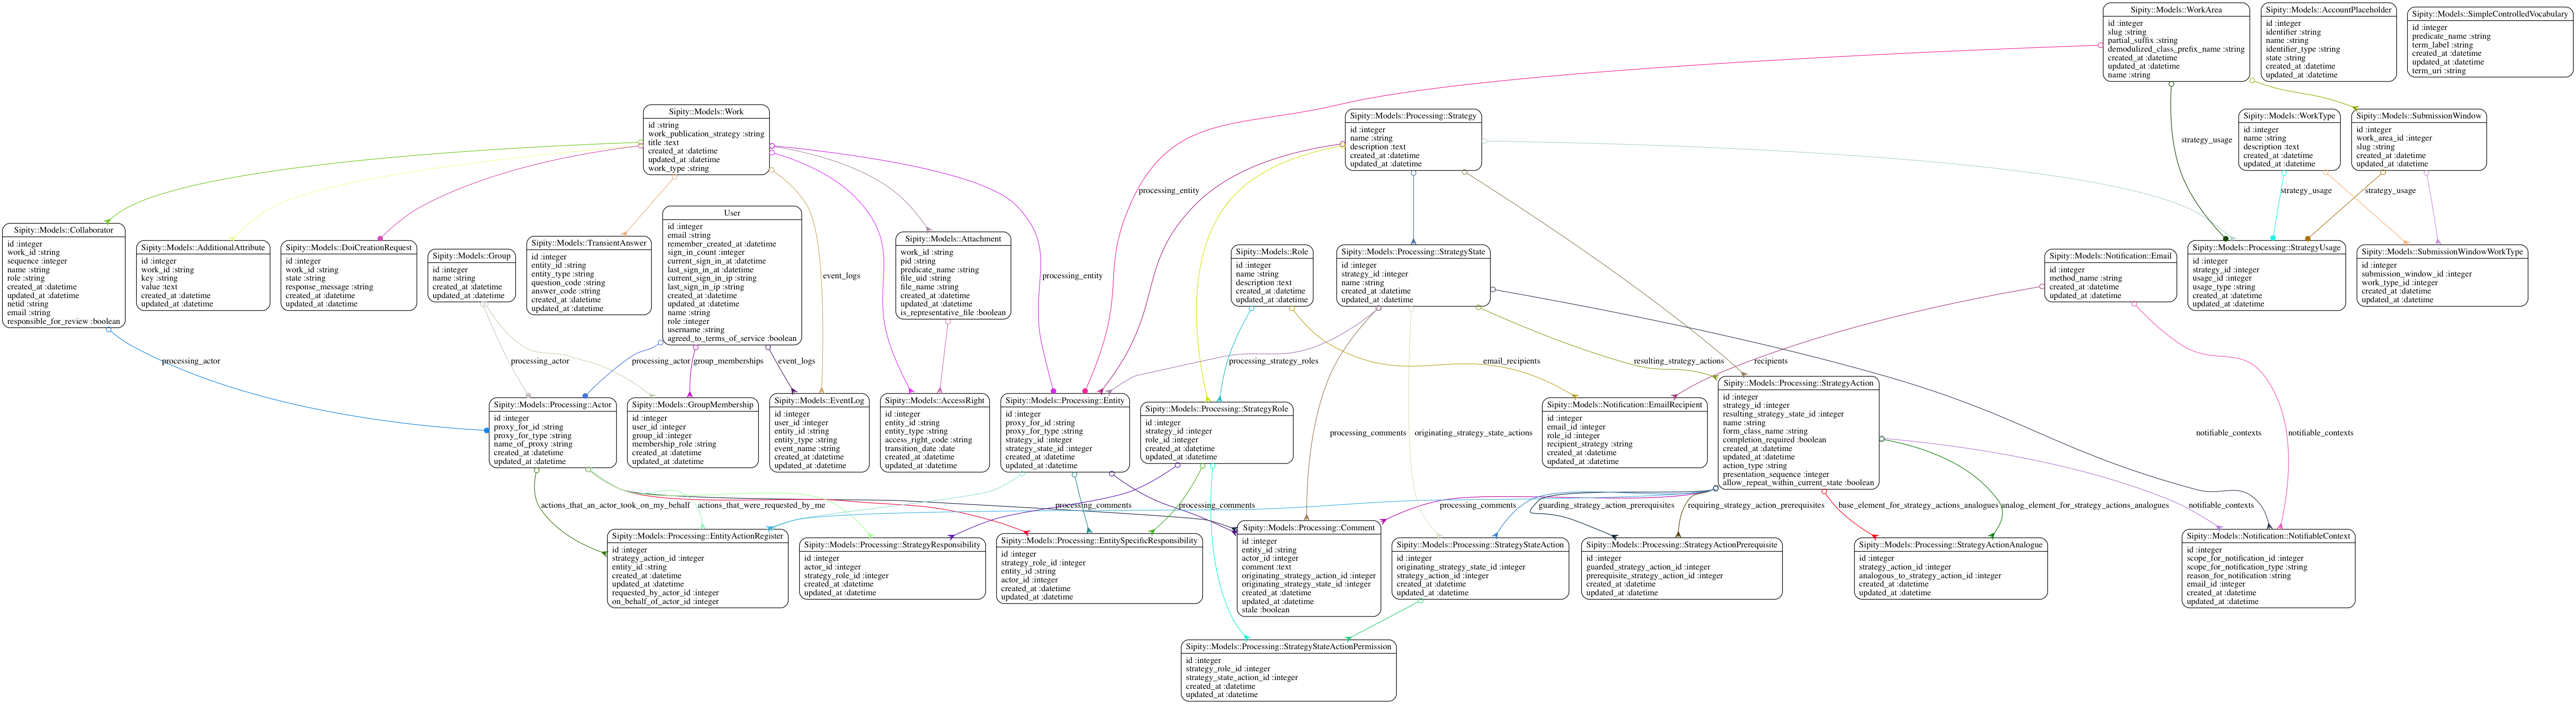 Sipity::Models::WorkArea
id :integer
slug :string
partial_suffix :string
demodulized_class_prefix_name :string
created_at :datetime
updated_at :datetime
name :string
Sipity::Models::AccountPlaceholder
id :integer
identifier :string
name :string
identifier_type :string
state :string
created_at :datetime
updated_at :datetime
Sipity::Models::SimpleControlledVocabulary
id :integer
predicate_name :string
term_label :string
created_at :datetime
updated_at :datetime
term_uri :string
Sipity::Models::Work
id :string
work_publication_strategy :string
title :text
created_at :datetime
updated_at :datetime
work_type :string
Sipity::Models::Processing::Strategy
id :integer
name :string
description :text
created_at :datetime
updated_at :datetime
Sipity::Models::WorkType
id :integer
name :string
description :text
created_at :datetime
updated_at :datetime
Sipity::Models::SubmissionWindow
id :integer
work_area_id :integer
slug :string
created_at :datetime
updated_at :datetime
strategy_usage
processing_entity
strategy_usage
strategy_usage
Sipity::Models::Collaborator
id :integer
work_id :string
sequence :integer
name :string
role :string
created_at :datetime
updated_at :datetime
netid :string
email :string
responsible_for_review :boolean
Sipity::Models::AdditionalAttribute
id :integer
work_id :string
key :string
value :text
created_at :datetime
updated_at :datetime
Sipity::Models::DoiCreationRequest
id :integer
work_id :string
state :string
response_message :string
created_at :datetime
updated_at :datetime
Sipity::Models::Group
id :integer
name :string
created_at :datetime
updated_at :datetime
Sipity::Models::TransientAnswer
id :integer
entity_id :string
entity_type :string
question_code :string
answer_code :string
created_at :datetime
updated_at :datetime
User
id :integer
email :string
remember_created_at :datetime
sign_in_count :integer
current_sign_in_at :datetime
last_sign_in_at :datetime
current_sign_in_ip :string
last_sign_in_ip :string
created_at :datetime
updated_at :datetime
name :string
role :integer
username :string
agreed_to_terms_of_service :boolean
event_logs
Sipity::Models::Attachment
work_id :string
pid :string
predicate_name :string
file_uid :string
file_name :string
created_at :datetime
updated_at :datetime
is_representative_file :boolean
processing_entity
Sipity::Models::Role
id :integer
name :string
description :text
created_at :datetime
updated_at :datetime
Sipity::Models::Processing::StrategyState
id :integer
strategy_id :integer
name :string
created_at :datetime
updated_at :datetime
Sipity::Models::Notification::Email
id :integer
method_name :string
created_at :datetime
updated_at :datetime
Sipity::Models::Processing::StrategyUsage
id :integer
strategy_id :integer
usage_id :integer
usage_type :string
created_at :datetime
updated_at :datetime
Sipity::Models::SubmissionWindowWorkType
id :integer
submission_window_id :integer
work_type_id :integer
created_at :datetime
updated_at :datetime
processing_actor
processing_actor
processing_actor
group_memberships
event_logs
processing_strategy_roles
email_recipients
resulting_strategy_actions
recipients
Sipity::Models::Processing::Actor
id :integer
proxy_for_id :string
proxy_for_type :string
name_of_proxy :string
created_at :datetime
updated_at :datetime
Sipity::Models::GroupMembership
id :integer
user_id :integer
group_id :integer
membership_role :string
created_at :datetime
updated_at :datetime
Sipity::Models::EventLog
id :integer
user_id :integer
entity_id :string
entity_type :string
event_name :string
created_at :datetime
updated_at :datetime
Sipity::Models::AccessRight
id :integer
entity_id :string
entity_type :string
access_right_code :string
transition_date :date
created_at :datetime
updated_at :datetime
Sipity::Models::Processing::Entity
id :integer
proxy_for_id :string
proxy_for_type :string
strategy_id :integer
strategy_state_id :integer
created_at :datetime
updated_at :datetime
Sipity::Models::Processing::StrategyRole
id :integer
strategy_id :integer
role_id :integer
created_at :datetime
updated_at :datetime
processing_comments
originating_strategy_state_actions
Sipity::Models::Notification::EmailRecipient
id :integer
email_id :integer
role_id :integer
recipient_strategy :string
created_at :datetime
updated_at :datetime
Sipity::Models::Processing::StrategyAction
id :integer
strategy_id :integer
resulting_strategy_state_id :integer
name :string
form_class_name :string
completion_required :boolean
created_at :datetime
updated_at :datetime
action_type :string
presentation_sequence :integer
allow_repeat_within_current_state :boolean
notifiable_contexts
notifiable_contexts
actions_that_an_actor_took_on_my_behalf
actions_that_were_requested_by_me
processing_comments
processing_comments
processing_comments
guarding_strategy_action_prerequisites
requiring_strategy_action_prerequisites
base_element_for_strategy_actions_analogues
analog_element_for_strategy_actions_analogues
notifiable_contexts
Sipity::Models::Processing::EntityActionRegister
id :integer
strategy_action_id :integer
entity_id :string
created_at :datetime
updated_at :datetime
requested_by_actor_id :integer
on_behalf_of_actor_id :integer
Sipity::Models::Processing::StrategyResponsibility
id :integer
actor_id :integer
strategy_role_id :integer
created_at :datetime
updated_at :datetime
Sipity::Models::Processing::EntitySpecificResponsibility
id :integer
strategy_role_id :integer
entity_id :string
actor_id :integer
created_at :datetime
updated_at :datetime
Sipity::Models::Processing::Comment
id :integer
entity_id :string
actor_id :integer
comment :text
originating_strategy_action_id :integer
originating_strategy_state_id :integer
created_at :datetime
updated_at :datetime
stale :boolean
Sipity::Models::Processing::StrategyStateAction
id :integer
originating_strategy_state_id :integer
strategy_action_id :integer
created_at :datetime
updated_at :datetime
Sipity::Models::Processing::StrategyActionPrerequisite
id :integer
guarded_strategy_action_id :integer
prerequisite_strategy_action_id :integer
created_at :datetime
updated_at :datetime
Sipity::Models::Processing::StrategyActionAnalogue
id :integer
strategy_action_id :integer
analogous_to_strategy_action_id :integer
created_at :datetime
updated_at :datetime
Sipity::Models::Notification::NotifiableContext
id :integer
scope_for_notification_id :integer
scope_for_notification_type :string
reason_for_notification :string
email_id :integer
created_at :datetime
updated_at :datetime
Sipity::Models::Processing::StrategyStateActionPermission
id :integer
strategy_role_id :integer
strategy_state_action_id :integer
created_at :datetime
updated_at :datetime